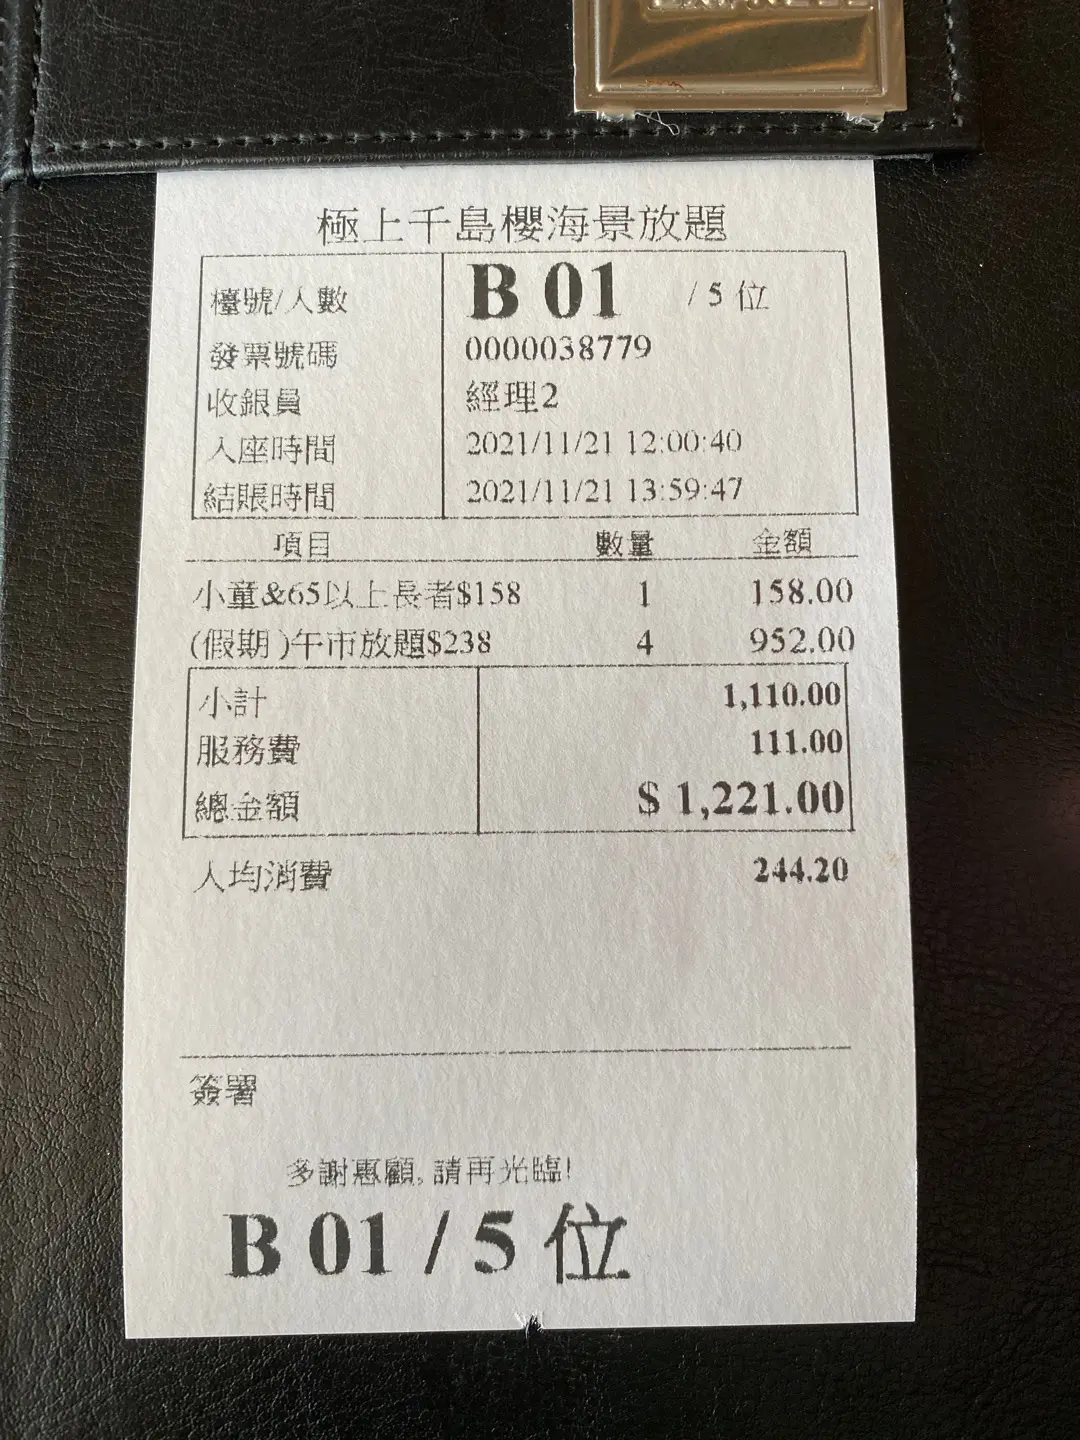 極上千島櫻海景放題
檯號/人數 B 01 / 5 位
發票號碼 0000038779
收銀員 經理2
入座時間 2021/11/21 12:00:40
結賬時間 2021/11/21 13:59:47
項目 數量 金額
小童&65以上長者$158 1 158.00
(假期)午市放題$238 4 952.00
小計 1,110.00
服務費 111.00
總金額 $ 1,221.00
人均消費 244.20
簽署
多謝惠顧, 請再光臨!
B 01 / 5 位